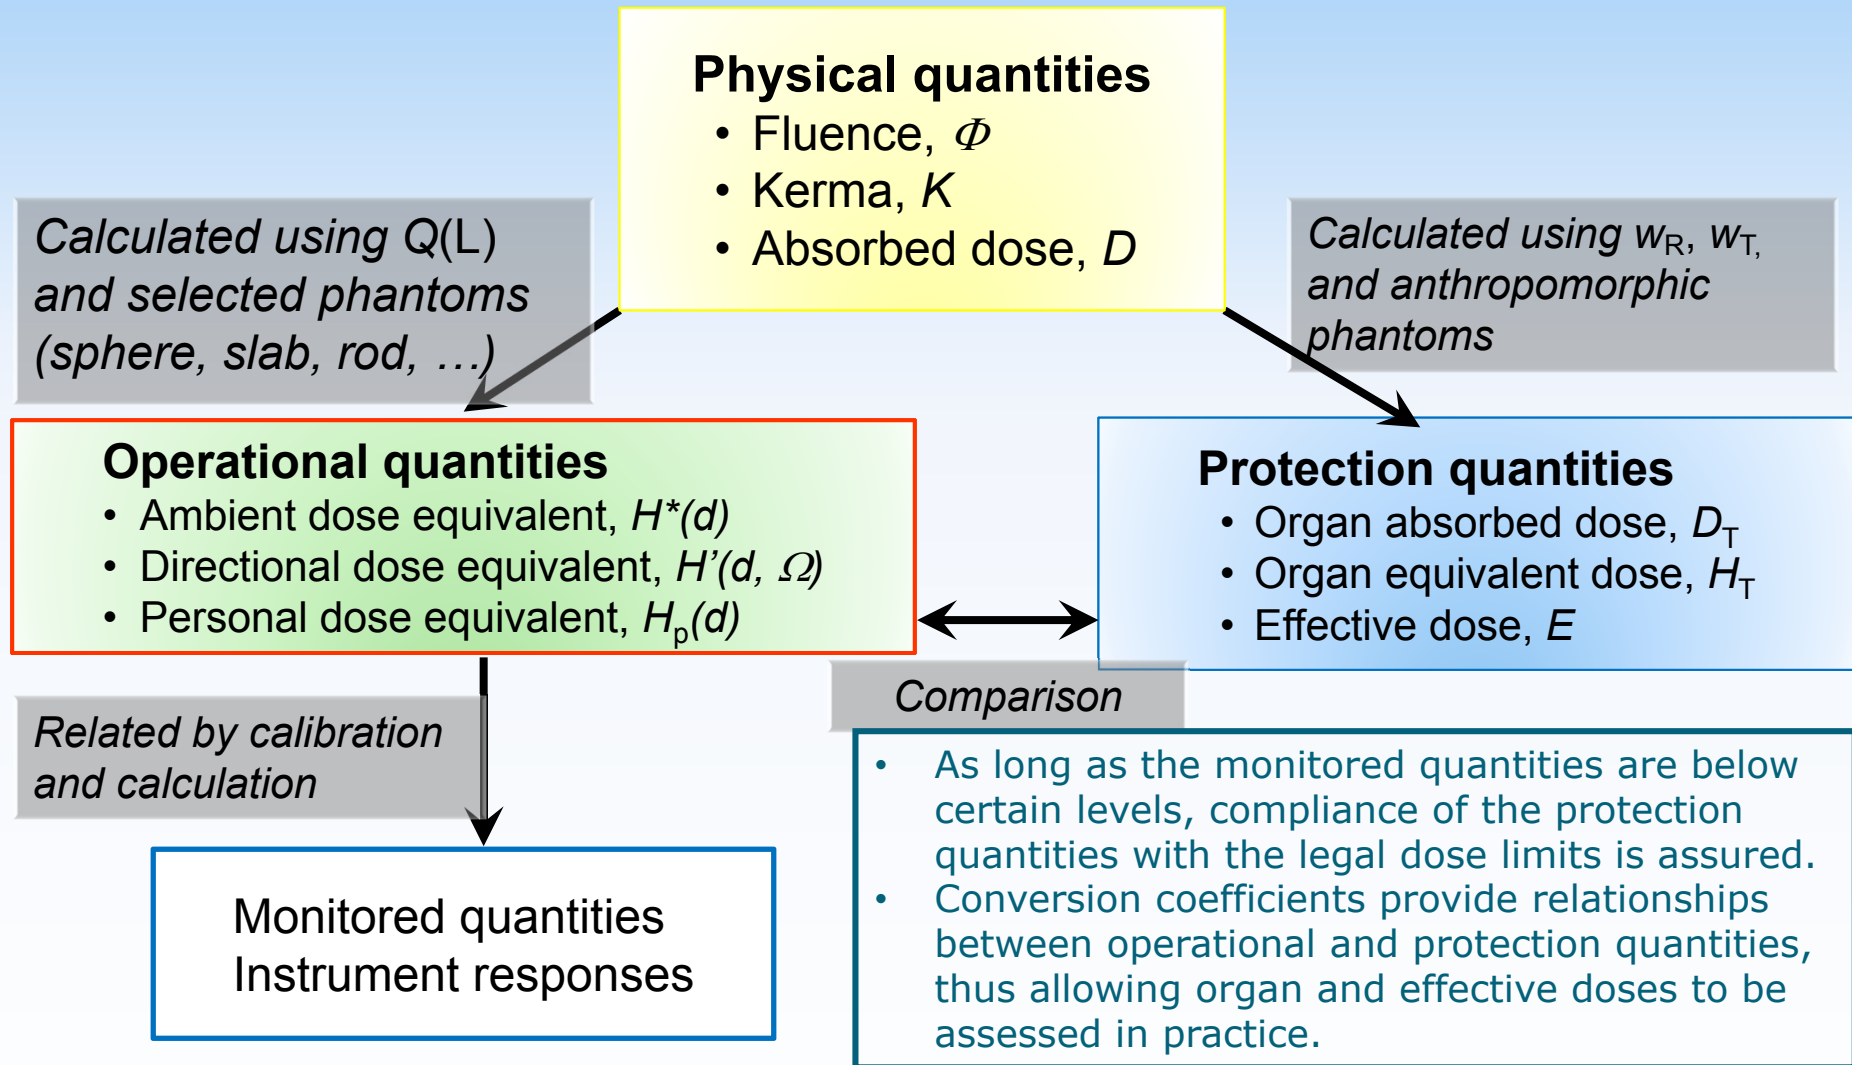 Physical quantities
• Fluence, Φ
• Kerma, K
• Absorbed dose, D
Calculated using Q(L)
and selected phantoms
(sphere, slab, rod, …)
Calculated using wR, wT,
and anthropomorphic
phantoms
Operational quantities
• Ambient dose equivalent, H*(d)
• Directional dose equivalent, H’(d, Ω)
• Personal dose equivalent, Hp(d)
Protection quantities
• Organ absorbed dose, DT
• Organ equivalent dose, HT
• Effective dose, E
Comparison
Related by calibration
and calculation
Monitored quantities
Instrument responses
• As long as the monitored quantities are below
certain levels, compliance of the protection
quantities with the legal dose limits is assured.
• Conversion coefficients provide relationships
between operational and protection quantities,
thus allowing organ and effective doses to be
assessed in practice.